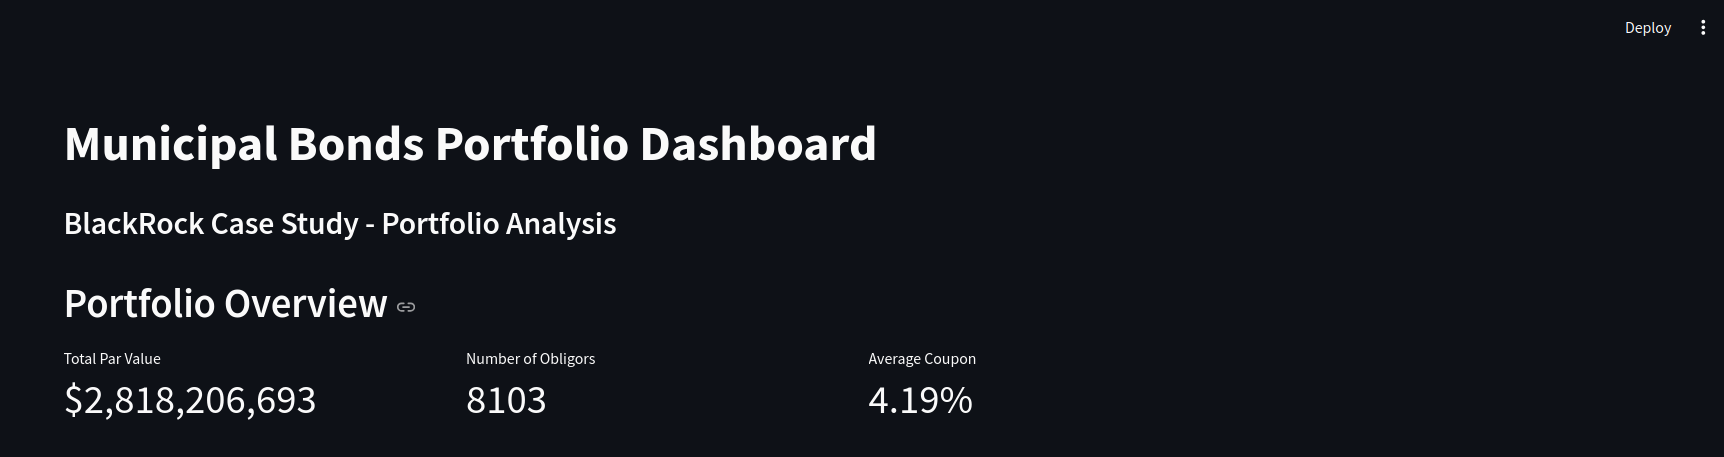 Deploy
Municipal Bonds Portfolio Dashboard
BlackRock Case Study - Portfolio Analysis
Portfolio Overview
Total Par Value Number of Obligors Average Coupon
$2,818,206,693 8103 4.19%